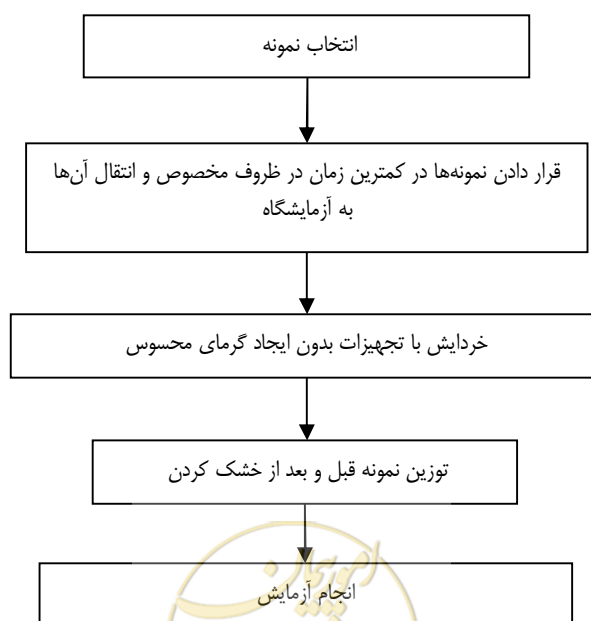 انتخاب نمونه
قرار دادن نمونه‌ها در کمترین زمان در ظروف مخصوص و انتقال آن‌ها
به آزمایشگاه
خردایش با تجهیزات بدون ایجاد گرمای محسوس
توزین نمونه قبل و بعد از خشک کردن
انجام آزمایش